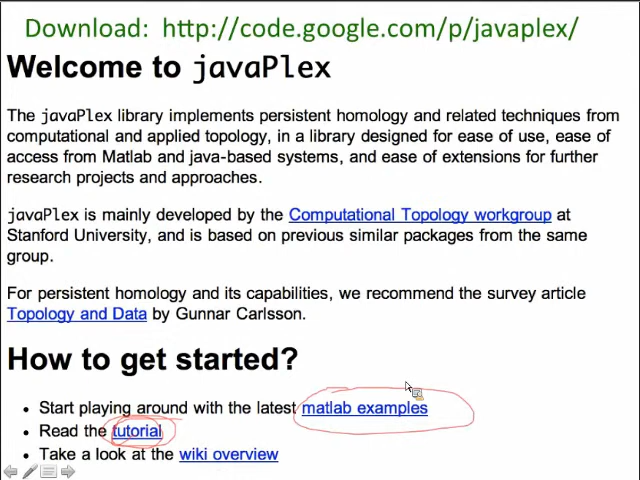 Download: http://code.google.com/p/javaplex/
Welcome to javaPlex
The javaPlex library implements persistent homology and related techniques from
computational and applied topology, in a library designed for ease of use, ease of
access from Matlab and java-based systems, and ease of extensions for further
research projects and approaches.
javaPlex is mainly developed by the Computational Topology workgroup at
Stanford University, and is based on previous similar packages from the same
group.
For persistent homology and its capabilities, we recommend the survey article
Topology and Data by Gunnar Carlsson.
How to get started?
• Start playing around with the latest matlab examples
• Read the tutorial
• Take a look at the wiki overview